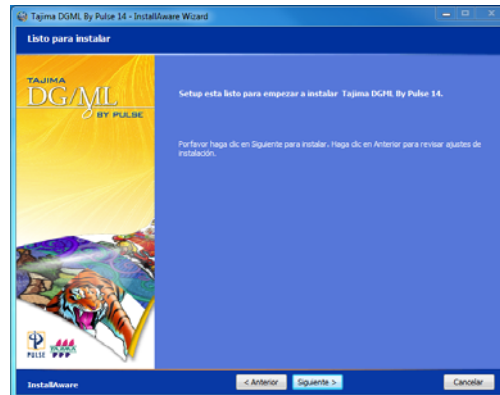 Tajima DGML By Pulse 14 - InstallAware Wizard
Listo para instalar
TAJIMA
DG/ML
BY PULSE
Setup esta listo para empezar a instalar Tajima DGML By Pulse 14.
Porfavor haga clic en Siguiente para instalar. Haga clic en Anterior para revisar ajustes de
instalación.
PULSE
TAJIMA
InstallAware
< Anterior
Siguiente >
Cancelar